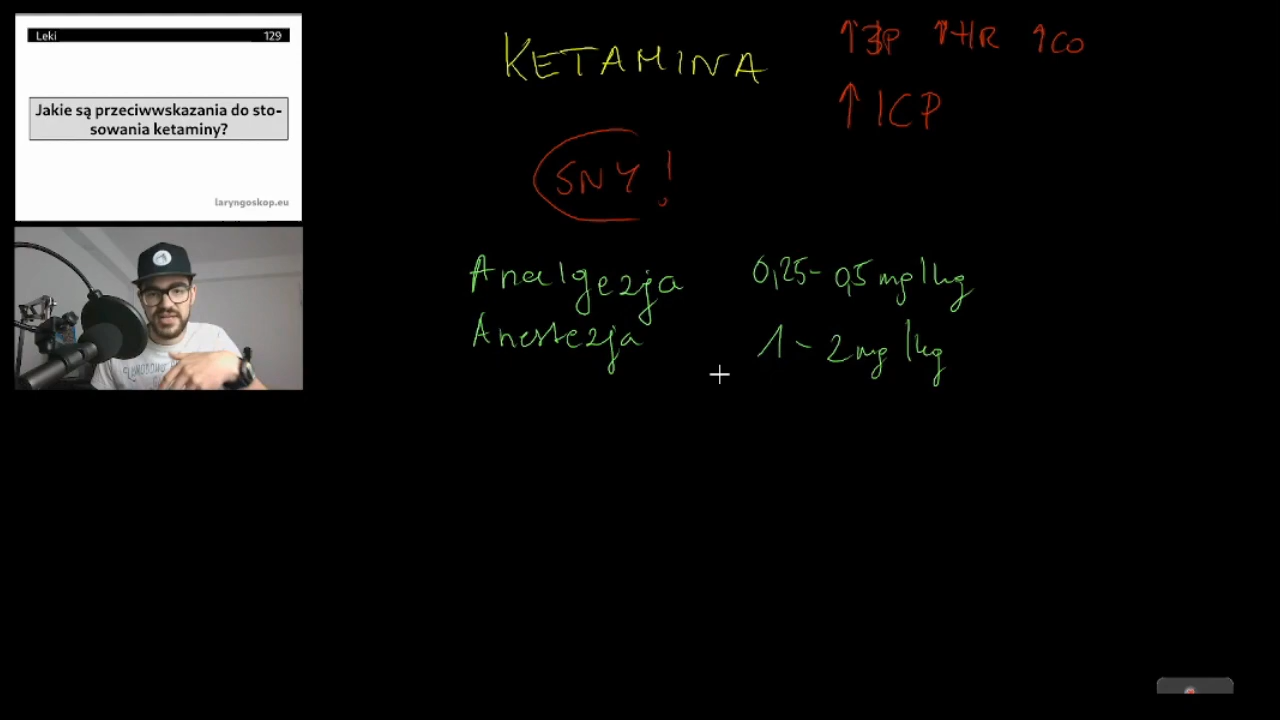 Leki 129
Jakie są przeciwwskazania do sto-
sowania ketaminy?
laryngoskop.eu
KETAMINA
↑BP ↑HR ↑CO
↑ICP
SNY!
Analgezja 0,25-0,5 mg/kg
Anestezja 1-2 mg/kg